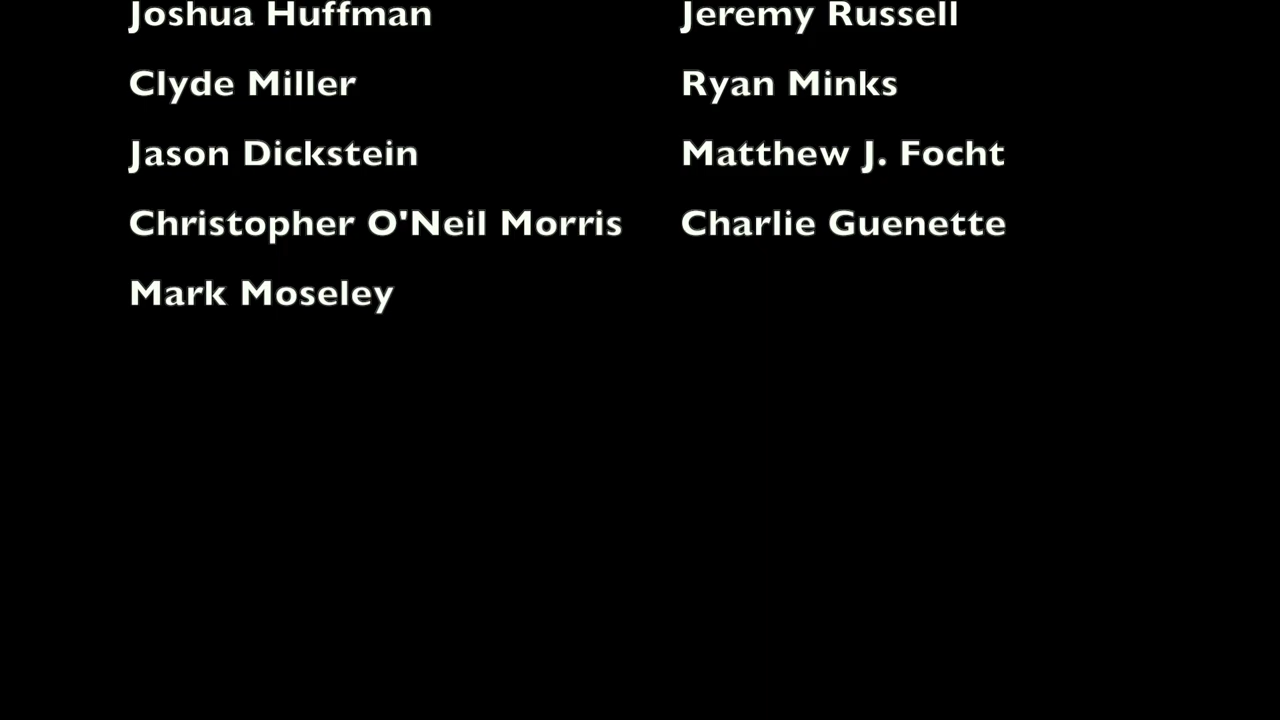 Joshua Huffman Jeremy Russell
Clyde Miller Ryan Minks
Jason Dickstein Matthew J. Focht
Christopher O'Neil Morris Charlie Guenette
Mark Moseley